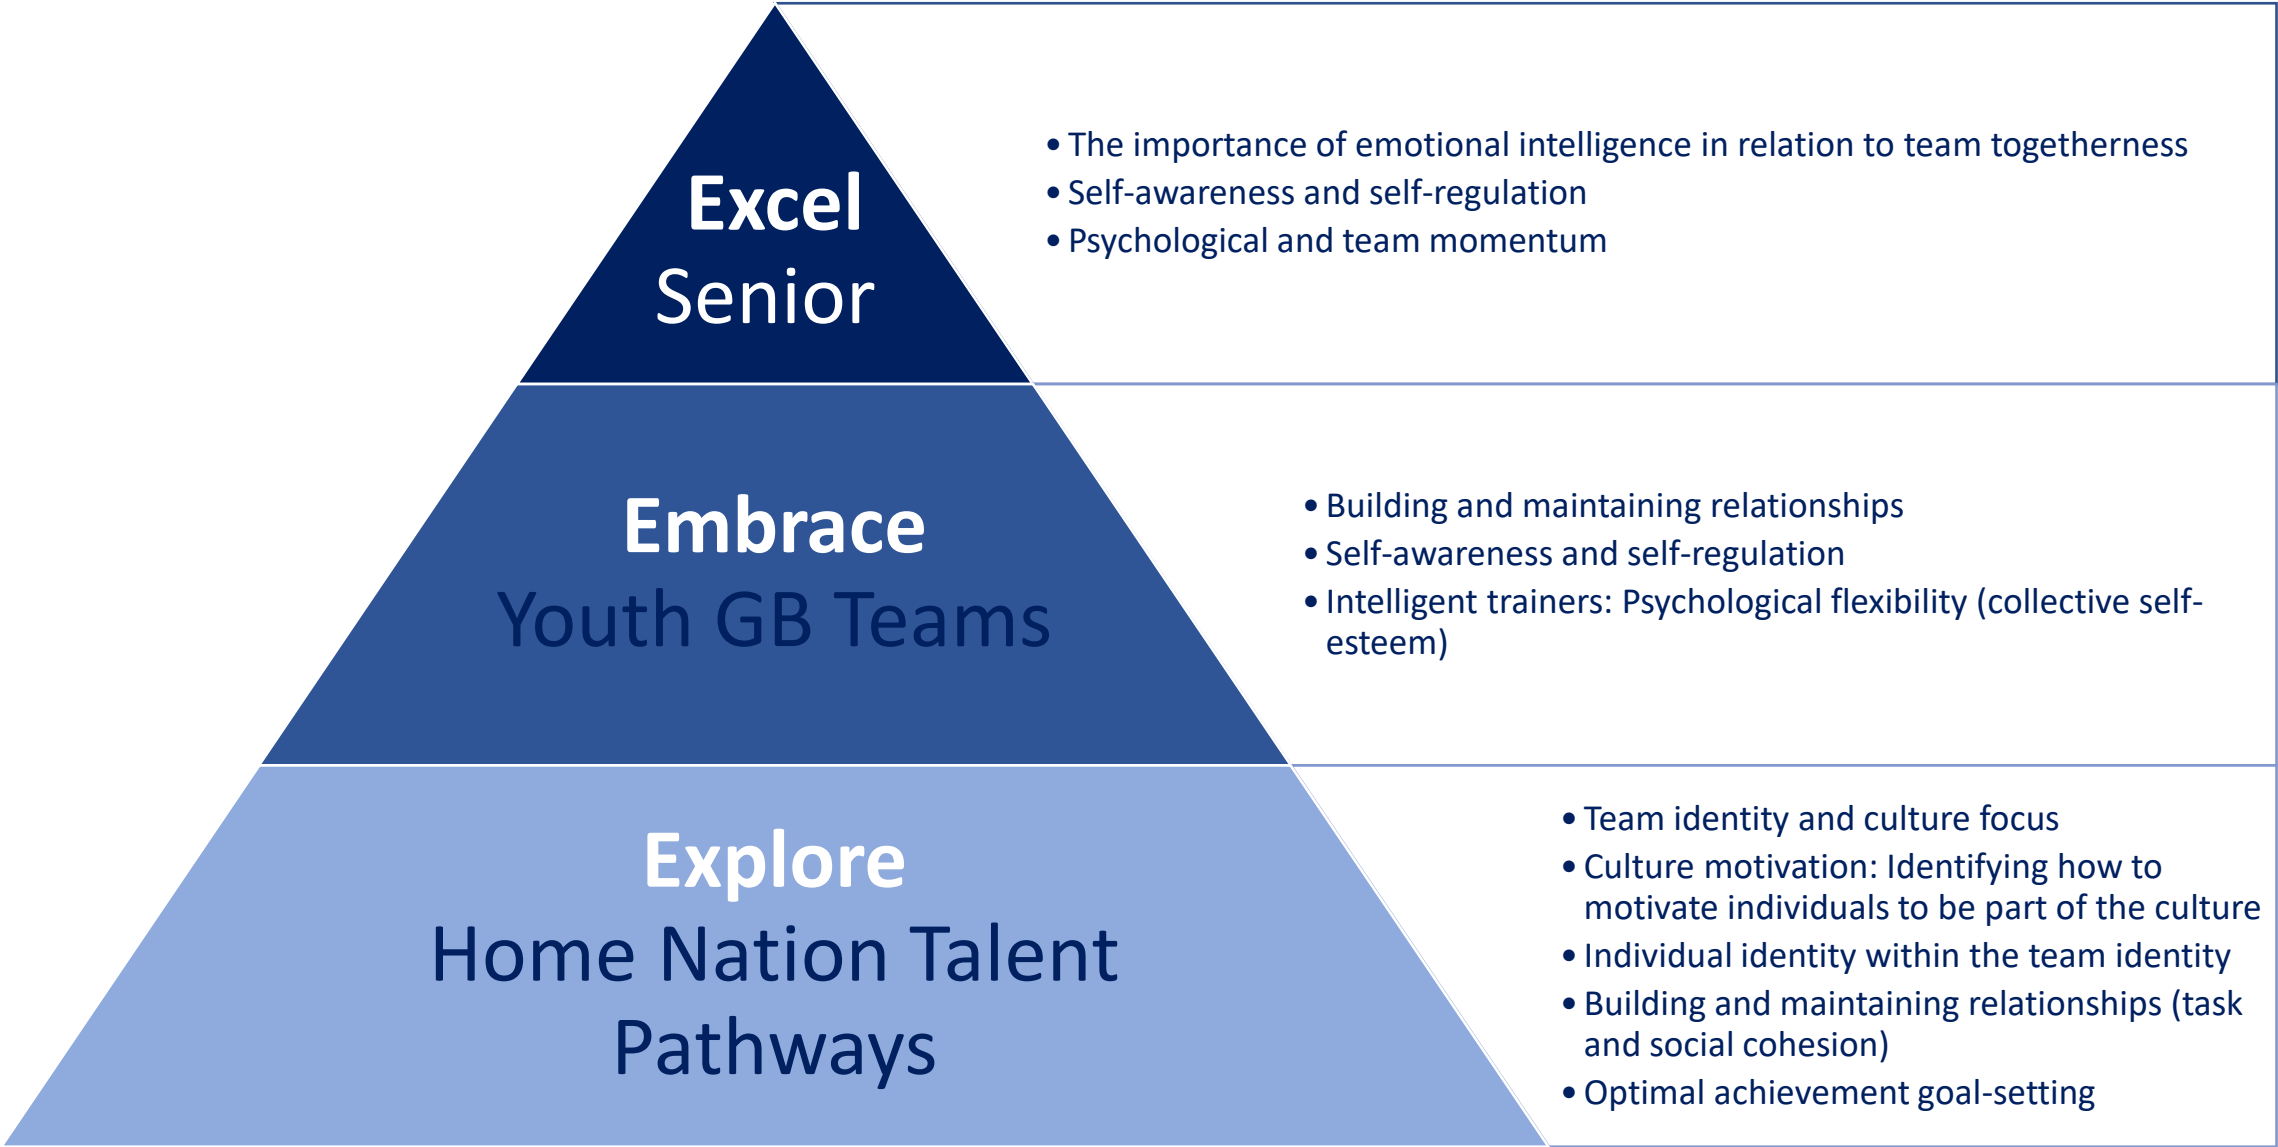 Excel
Senior
• The importance of emotional intelligence in relation to team togetherness
• Self-awareness and self-regulation
• Psychological and team momentum
Embrace
Youth GB Teams
• Building and maintaining relationships
• Self-awareness and self-regulation
• Intelligent trainers: Psychological flexibility (collective self-
esteem)
Explore
Home Nation Talent
Pathways
• Team identity and culture focus
• Culture motivation: Identifying how to
motivate individuals to be part of the culture
• Individual identity within the team identity
• Building and maintaining relationships (task
and social cohesion)
• Optimal achievement goal-setting